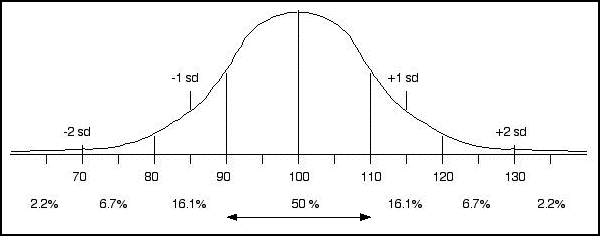 -1 sd +1 sd
-2 sd +2 sd
70 80 90 100 110 120 130
2.2% 6.7% 16.1% 50 % 16.1% 6.7% 2.2%